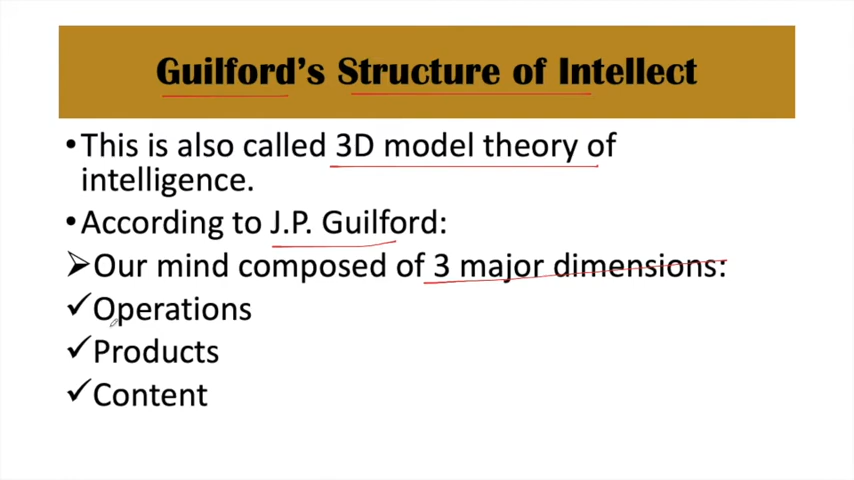 Guilford's Structure of Intellect
•This is also called 3D model theory of
intelligence.
•According to J.P. Guilford:
➢Our mind composed of 3 major dimensions:
✓Operations
✓Products
✓Content